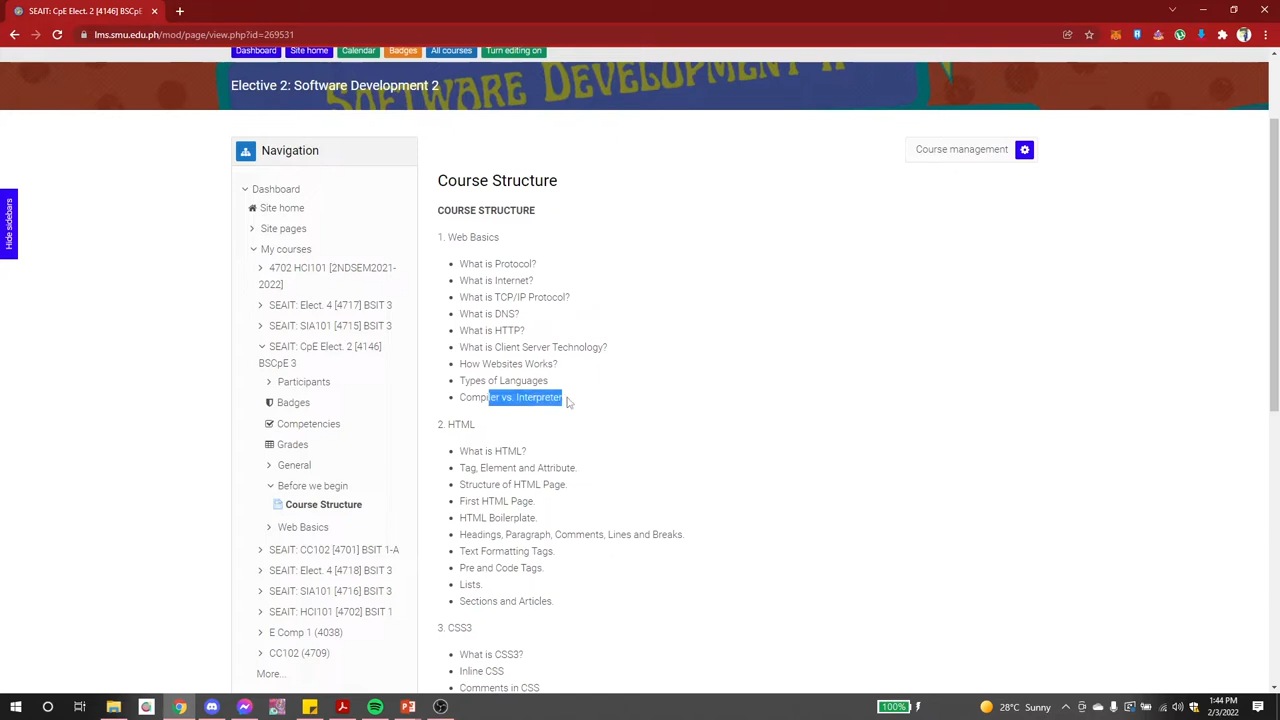 SEAIT: CpE Elect. 2 [4146] BSCpE
lms.smu.edu.ph/mod/page/view.php?id=269531
Dashboard
Site home
Calendar
Badges
All courses
Turn editing on
SOFTWARE DEVELOPMENT II
Elective 2: Software Development 2
Hide sidebars
Navigation
Dashboard
Site home
Site pages
My courses
4702 HCI101 [2NDSEM2021-
2022]
SEAIT: Elect. 4 [4717] BSIT 3
SEAIT: SIA101 [4715] BSIT 3
SEAIT: CpE Elect. 2 [4146]
BSCpE 3
Participants
Badges
Competencies
Grades
General
Before we begin
Course Structure
Web Basics
SEAIT: CC102 [4701] BSIT 1-A
SEAIT: Elect. 4 [4718] BSIT 3
SEAIT: SIA101 [4716] BSIT 3
SEAIT: HCI101 [4702] BSIT 1
E Comp 1 (4038)
CC102 (4709)
More...
Course management
Course Structure
COURSE STRUCTURE
1. Web Basics
What is Protocol?
What is Internet?
What is TCP/IP Protocol?
What is DNS?
What is HTTP?
What is Client Server Technology?
How Websites Works?
Types of Languages
Compiler vs. Interpreter
2. HTML
What is HTML?
Tag, Element and Attribute.
Structure of HTML Page.
First HTML Page.
HTML Boilerplate.
Headings, Paragraph, Comments, Lines and Breaks.
Text Formatting Tags.
Pre and Code Tags.
Lists.
Sections and Articles.
3. CSS3
What is CSS3?
Inline CSS
Comments in CSS
100%
28°C Sunny
1:44 PM
2/3/2022